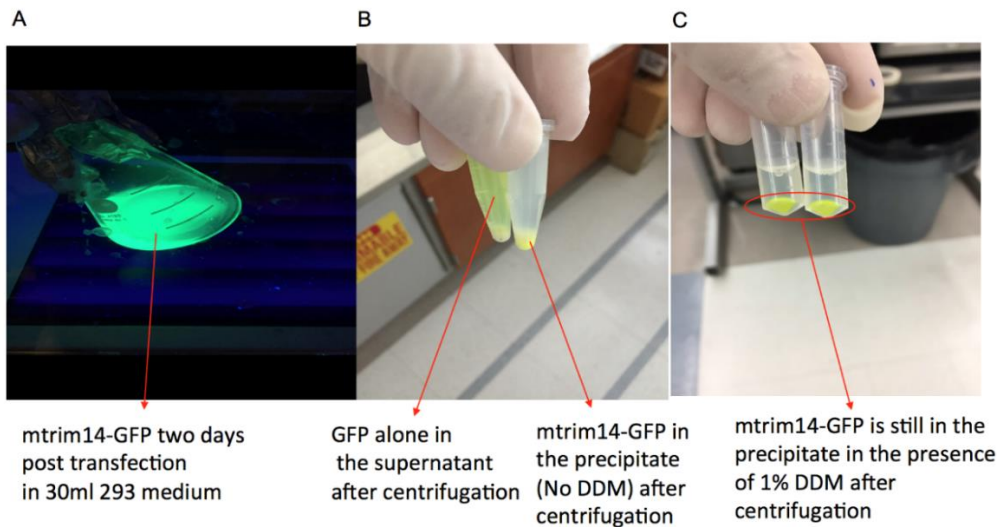 A
B
C
mtrim14-GFP two days
post transfection
in 30ml 293 medium
GFP alone in
the supernatant
after centrifugation
mtrim14-GFP in
the precipitate
(No DDM) after
centrifugation
mtrim14-GFP is still in the
precipitate in the presence
of 1% DDM after
centrifugation